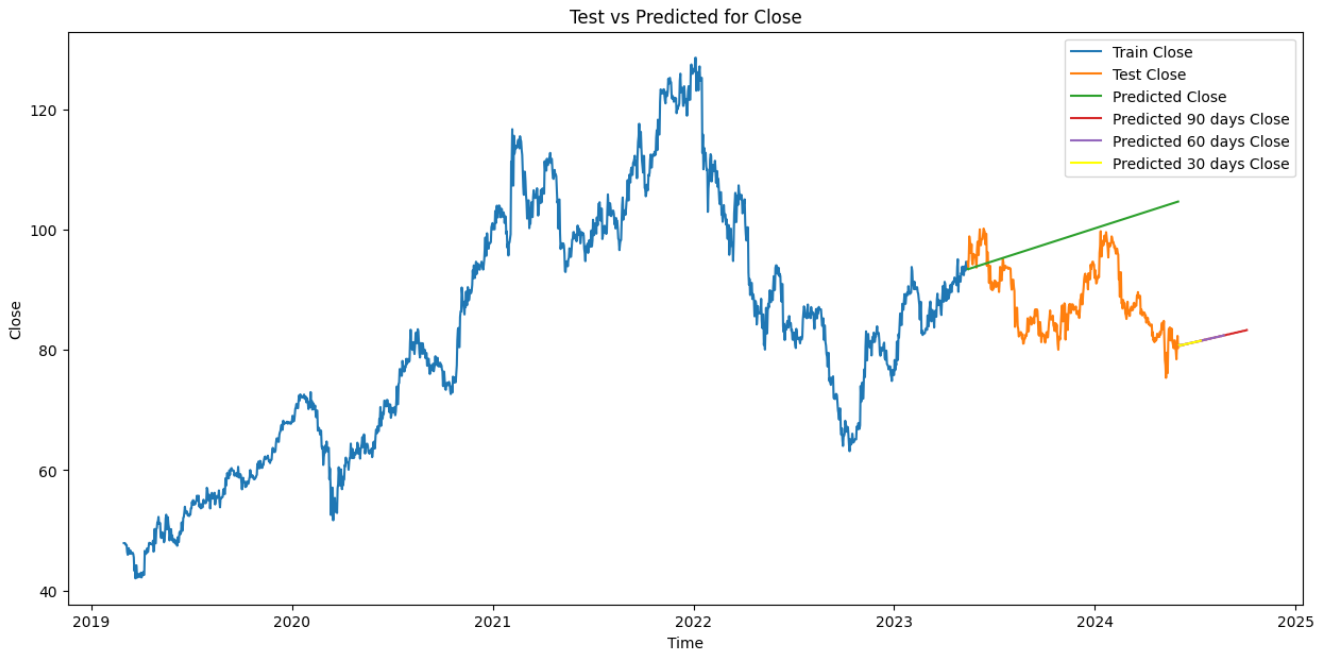 Test vs Predicted for Close
Train Close
Test Close
Predicted Close
Predicted 90 days Close
Predicted 60 days Close
Predicted 30 days Close
Close
120
100
80
60
40
2019
2020
2021
2022
2023
2024
2025
Time